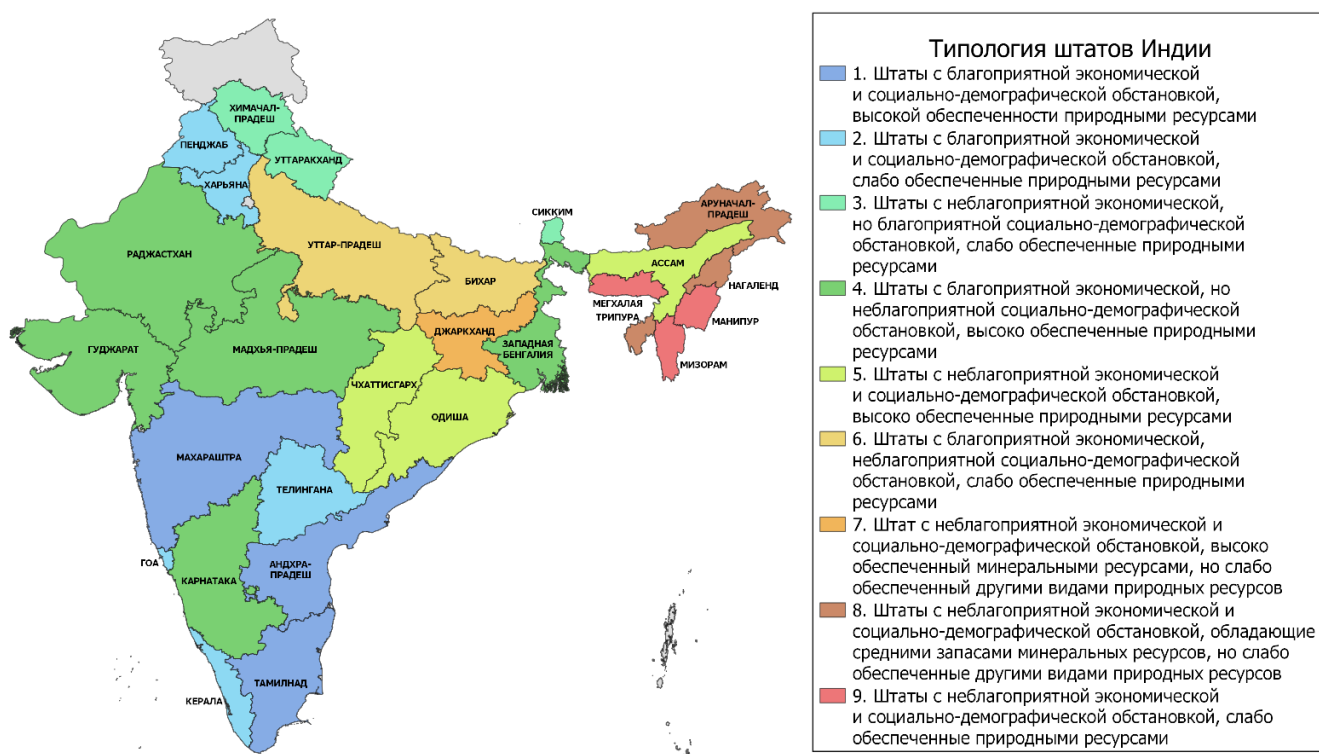 ХИМАЧАЛ-
ПРАДЕШ
ПЕНДЖАБ
УТТАРАКХАНД
ХАРЬЯНА
РАДЖАСТХАН
УТТАР-ПРАДЕШ
СИККИМ
АРУНАЧАЛ-
ПРАДЕШ
БИХАР
АССАМ
НАГАЛЕНД
МЕГХАЛАЯ
ТРИПУРА
МАНИПУР
МИЗОРАМ
ДЖАРКХАНД
ЗАПАДНАЯ
БЕНГАЛИЯ
ГУДЖАРАТ
МАДХЬЯ-ПРАДЕШ
ЧХАТТИСГАРХ
ОДИША
МАХАРАШТРА
ТЕЛИНГАНА
ГОА
КАРНАТАКА
АНДХРА-
ПРАДЕШ
КЕРАЛА
ТАМИЛНАД
Типология штатов Индии
1. Штаты с благоприятной экономической
и социально-демографической обстановкой,
высокой обеспеченности природными ресурсами
2. Штаты с благоприятной экономической
и социально-демографической обстановкой,
слабо обеспеченные природными ресурсами
3. Штаты с неблагоприятной экономической,
но благоприятной социально-демографической
обстановкой, слабо обеспеченные природными
ресурсами
4. Штаты с благоприятной экономической, но
неблагоприятной социально-демографической
обстановкой, высоко обеспеченные природными
ресурсами
5. Штаты с неблагоприятной экономической
и социально-демографической обстановкой,
высоко обеспеченные природными ресурсами
6. Штаты с благоприятной экономической,
неблагоприятной социально-демографической
обстановкой, слабо обеспеченные природными
ресурсами
7. Штат с неблагоприятной экономической и
социально-демографической обстановкой, высоко
обеспеченный минеральными ресурсами, но слабо
обеспеченный другими видами природных ресурсов
8. Штаты с неблагоприятной экономической и
социально-демографической обстановкой, обладающие
средними запасами минеральных ресурсов, но слабо
обеспеченные другими видами природных ресурсов
9. Штаты с неблагоприятной экономической
и социально-демографической обстановкой, слабо
обеспеченные природными ресурсами